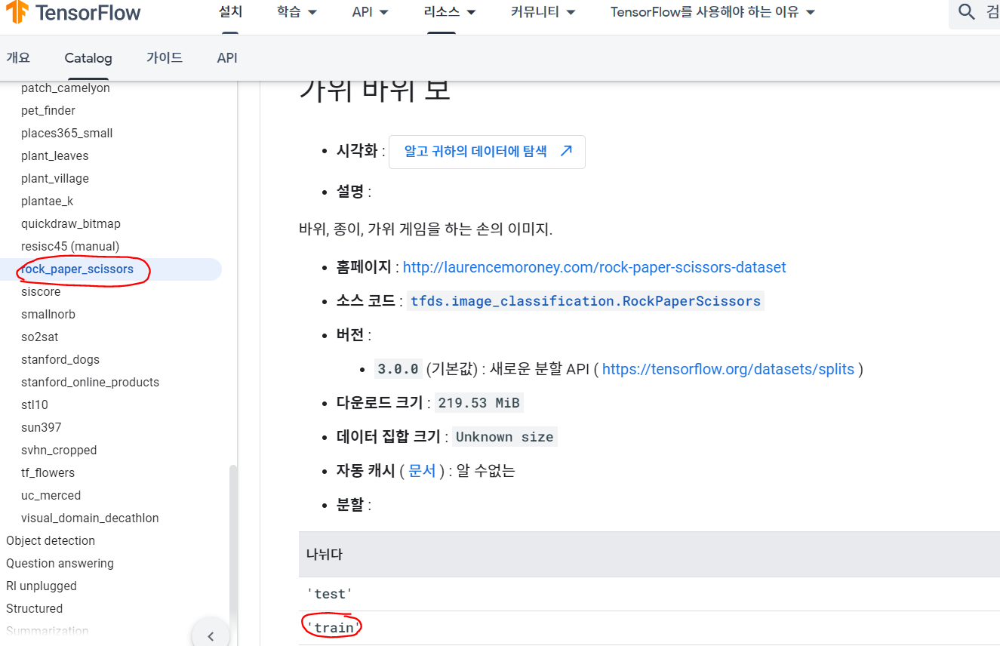 TensorFlow 설치 학습 API 리소스 커뮤니티 TensorFlow를 사용해야 하는 이유 검
개요 Catalog 가이드 API
patch_camelyon
pet_finder
places365_small
plant_leaves
plant_village
plantae_k
quickdraw_bitmap
resisc45 (manual)
rock_paper_scissors
siscore
smallnorb
so2sat
stanford_dogs
stanford_online_products
stl10
sun397
svhn_cropped
tf_flowers
uc_merced
visual_domain_decathlon
Object detection
Question answering
RI unplugged
Structured
Summarization
가위 바위 보
시각화 : 알고 귀하의 데이터에 탐색
설명 :
바위, 종이, 가위 게임을 하는 손의 이미지.
홈페이지 : http://laurencemoroney.com/rock-paper-scissors-dataset
소스 코드 : tfds.image_classification.RockPaperScissors
버전 :
3.0.0 (기본값) : 새로운 분할 API ( https://tensorflow.org/datasets/splits )
다운로드 크기 : 219.53 MiB
데이터 집합 크기 : Unknown size
자동 캐시 ( 문서 ) : 알 수없는
분할 :
나뉘다
'test'
'train'